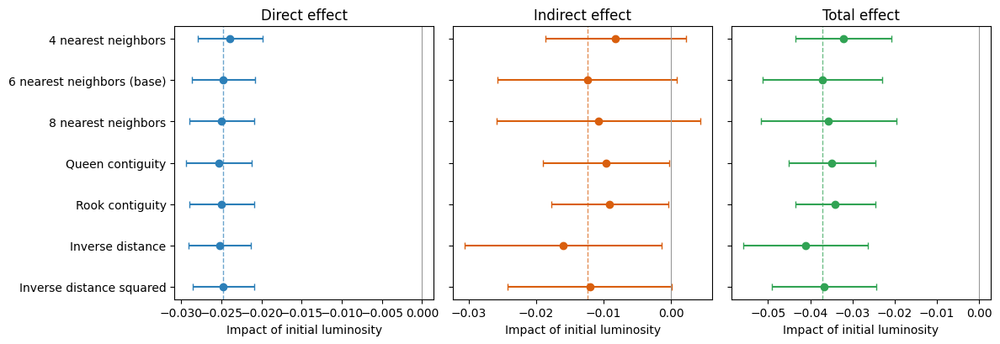 Direct effect
Indirect effect
Total effect
4 nearest neighbors
6 nearest neighbors (base)
8 nearest neighbors
Queen contiguity
Rook contiguity
Inverse distance
Inverse distance squared
−0.030 −0.025 −0.020 −0.015 −0.010 −0.005 0.000
−0.03 −0.02 −0.01 0.00
−0.05 −0.04 −0.03 −0.02 −0.01 0.00
Impact of initial luminosity
Impact of initial luminosity
Impact of initial luminosity